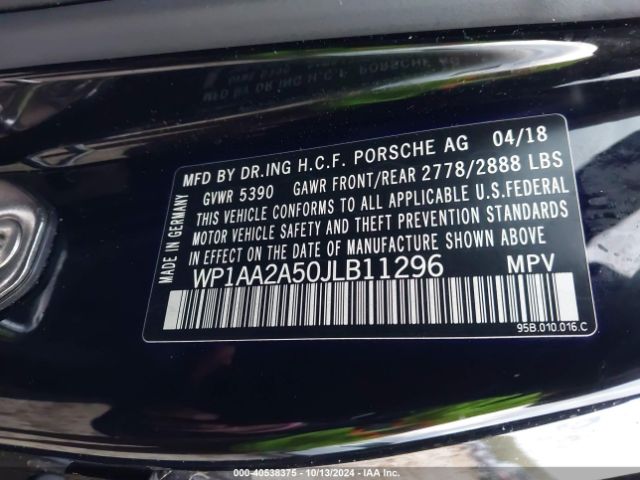 MFD BY DR.ING H.C.F. PORSCHE AG 04/18
GVWR 5390 GAWR FRONT/REAR 2778/2888 LBS
THIS VEHICLE CONFORMS TO ALL APPLICABLE U.S.FEDERAL
MOTOR VEHICLE SAFETY AND THEFT PREVENTION STANDARDS
IN EFFECT ON THE DATE OF MANUFACTURE SHOWN ABOVE.
WP1AA2A50JLB11296 MPV
MADE IN GERMANY
95B.010.016.C
000-40538375 - 10/13/2024 - IAA Inc.